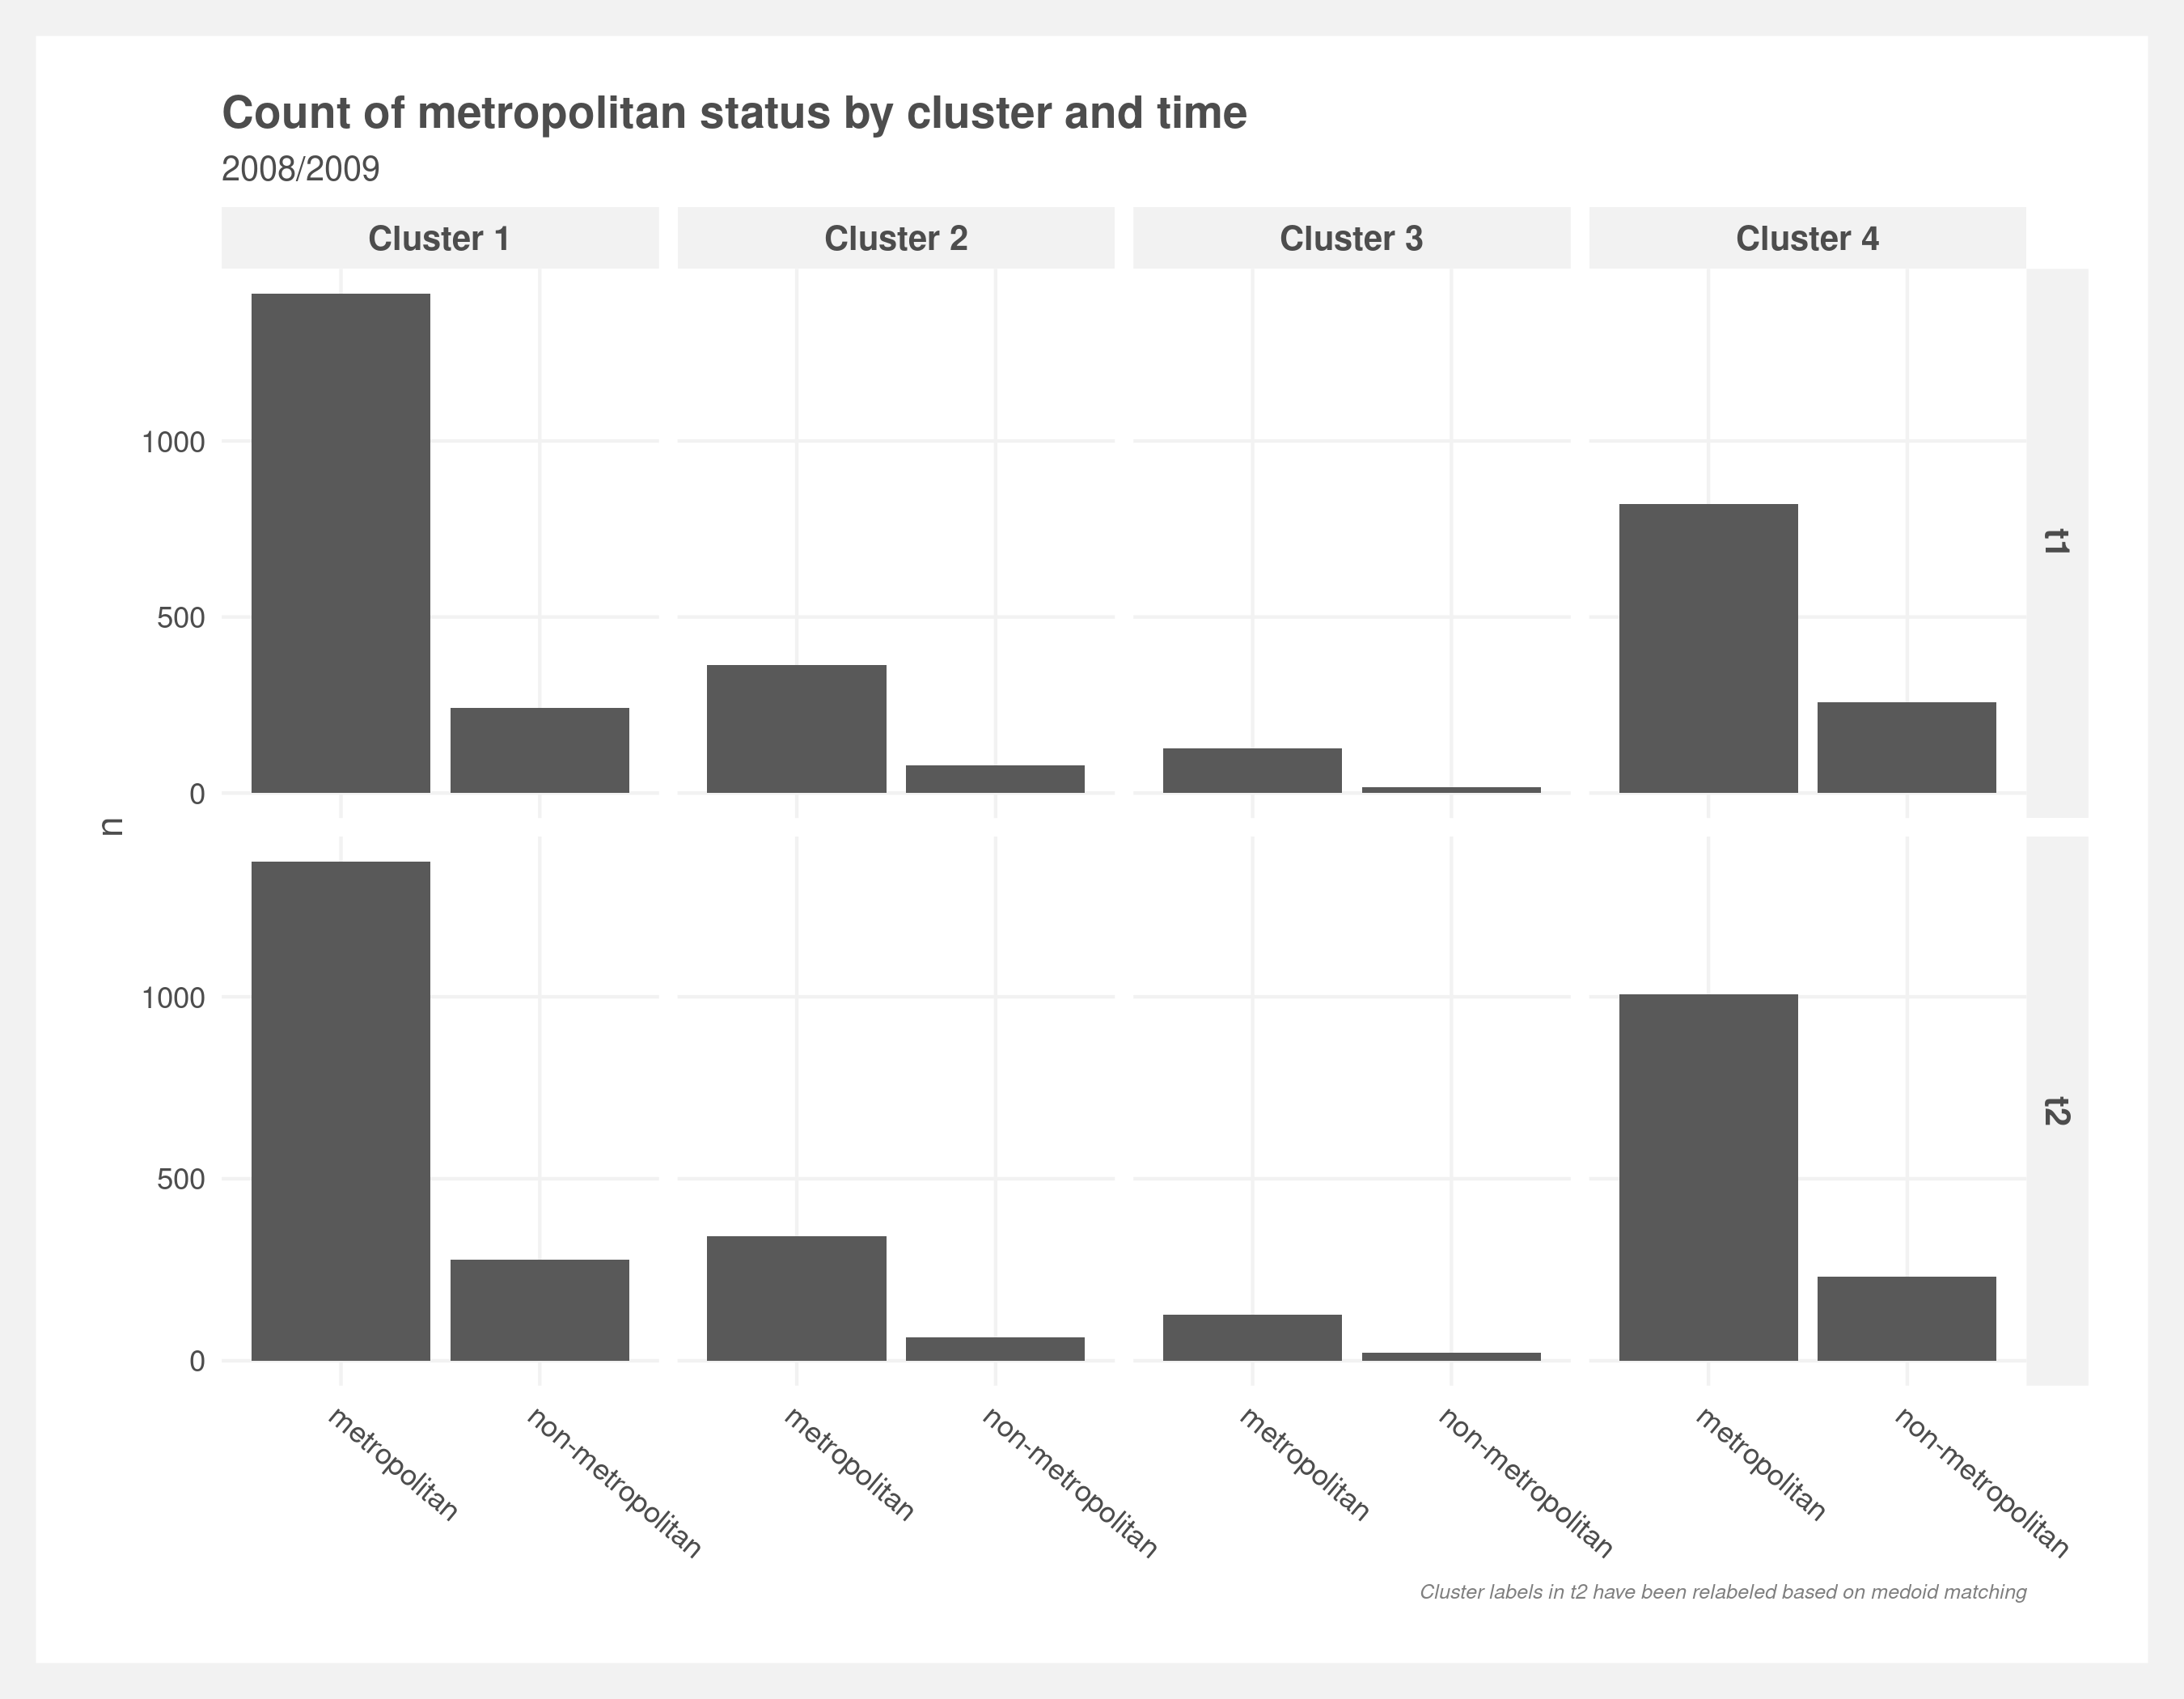 Count of metropolitan status by cluster and time
2008/2009
Cluster 1
Cluster 2
Cluster 3
Cluster 4
1000
500
0
t1
n
1000
500
0
t2
metropolitan
non-metropolitan
metropolitan
non-metropolitan
metropolitan
non-metropolitan
metropolitan
non-metropolitan
Cluster labels in t2 have been relabeled based on medoid matching